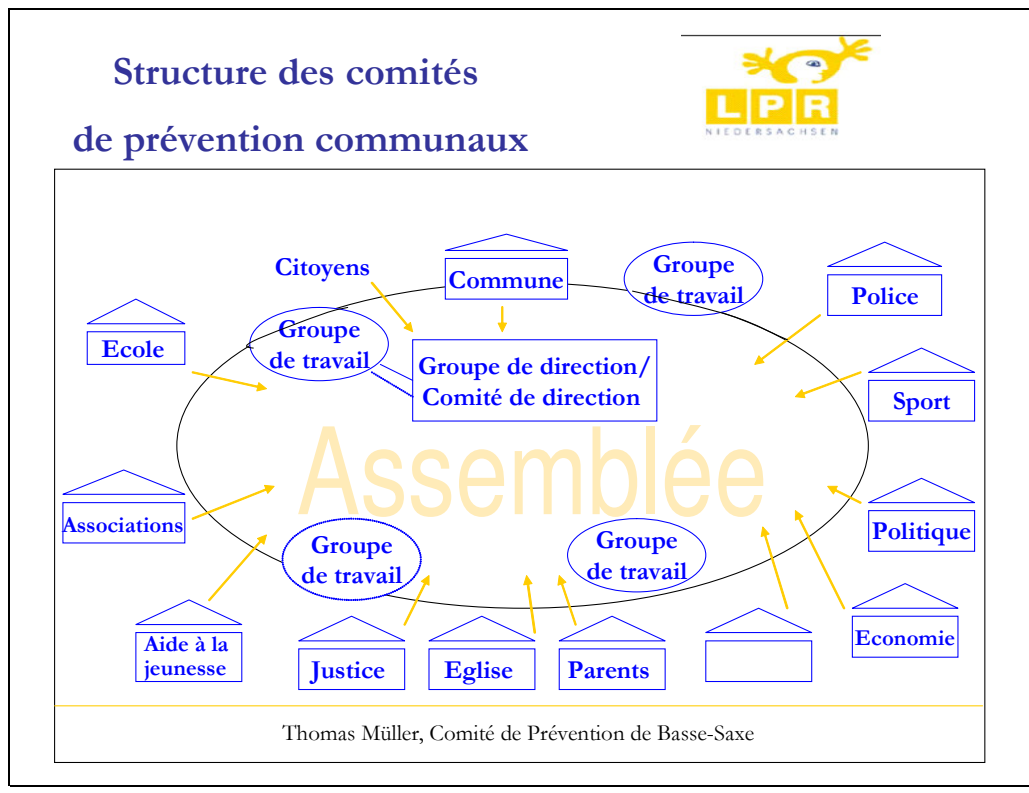 Structure des comités
de prévention communaux
LPR
NIEDERSACHSEN
Citoyens
Commune
Groupe
de travail
Police
Ecole
Groupe
de travail
Groupe de direction/
Comité de direction
Sport
Assemblée
Associations
Politique
Groupe
de travail
Groupe
de travail
Aide à la
jeunesse
Justice
Eglise
Parents
Economie
Thomas Müller, Comité de Prévention de Basse-Saxe